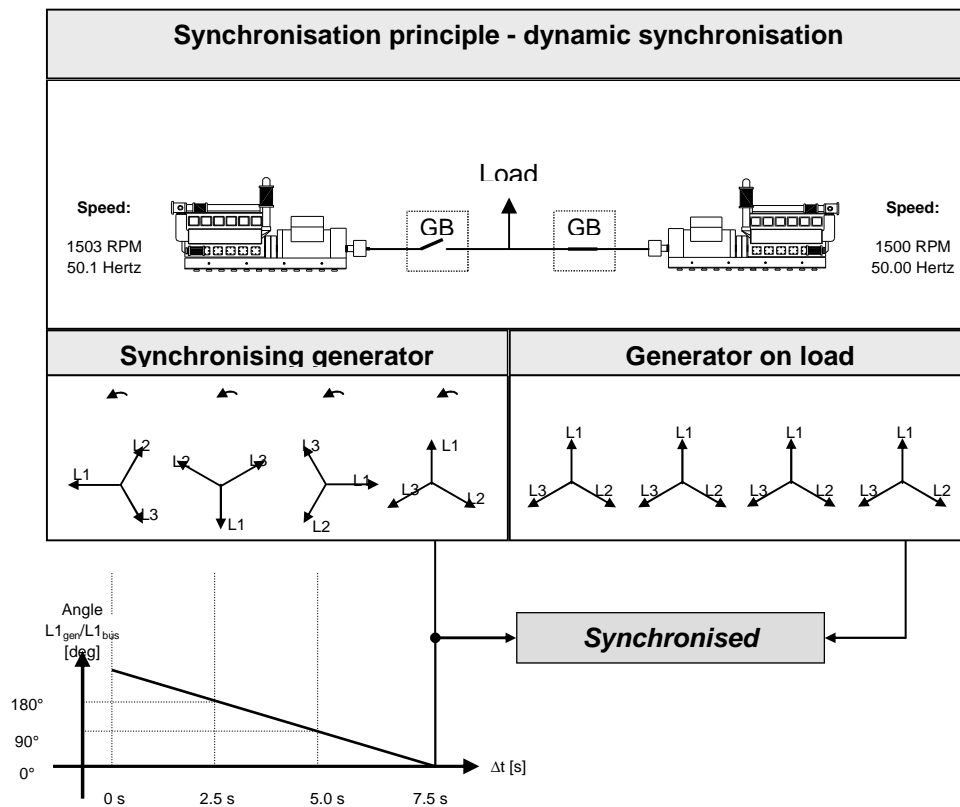 Synchronisation principle - dynamic synchronisation
Load
Speed:
1503 RPM
50.1 Hertz
GB
GB
Speed:
1500 RPM
50.00 Hertz
Synchronising generator
Generator on load
L2
L1
L3
L2
L3
L1
L3
L1
L2
L1
L3
L2
L1
L3
L2
L1
L3
L2
L1
L3
L2
L1
L3
L2
Angle
L1gen/L1bus
[deg]
Synchronised
180°
90°
0°
Δt [s]
0 s
2.5 s
5.0 s
7.5 s